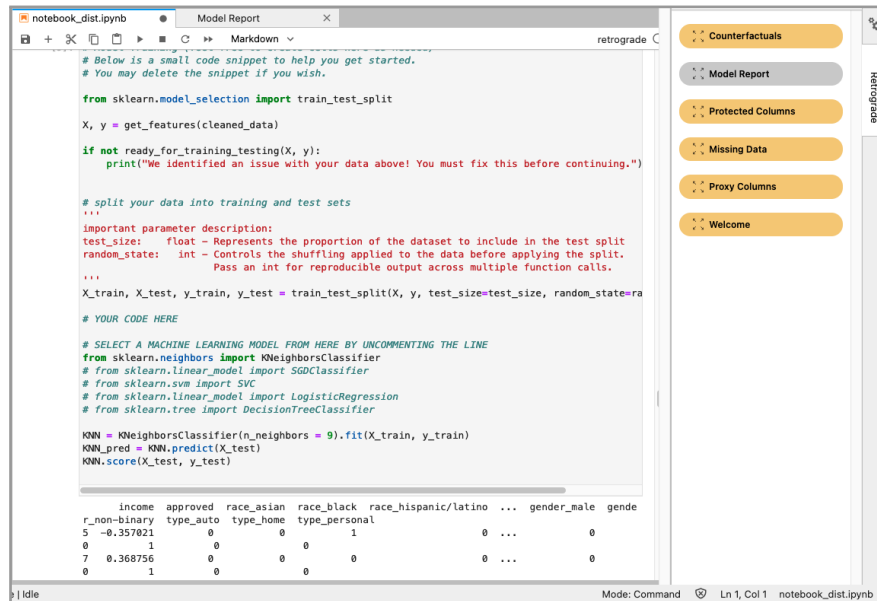 notebook_dist.ipynb
Model Report
Markdown
retrograde
# Below is a small code snippet to help you get started.
# You may delete the snippet if you wish.
from sklearn.model_selection import train_test_split
X, y = get_features(cleaned_data)
if not ready_for_training_testing(X, y):
print("We identified an issue with your data above! You must fix this before continuing.")
# split your data into training and test sets
'''
important parameter description:
test_size: float – Represents the proportion of the dataset to include in the test split
random_state: int – Controls the shuffling applied to the data before applying the split.
Pass an int for reproducible output across multiple function calls.
'''
X_train, X_test, y_train, y_test = train_test_split(X, y, test_size=test_size, random_state=ra
# YOUR CODE HERE
# SELECT A MACHINE LEARNING MODEL FROM HERE BY UNCOMMENTING THE LINE
from sklearn.neighbors import KNeighborsClassifier
# from sklearn.linear_model import SGDClassifier
# from sklearn.svm import SVC
# from sklearn.linear_model import LogisticRegression
# from sklearn.tree import DecisionTreeClassifier
KNN = KNeighborsClassifier(n_neighbors = 9).fit(X_train, y_train)
KNN_pred = KNN.predict(X_test)
KNN.score(X_test, y_test)
income approved race_asian race_black race_hispanic/latino ... gender_male gende
r_non-binary type_auto type_home type_personal
5 -0.357021 0 0 1 0 ... 0
0 1 0 0
7 0.368756 0 0 0 0 ... 0
0 1 0 0
Counterfactuals
Model Report
Protected Columns
Missing Data
Proxy Columns
Welcome
Retrograde
| Idle
Mode: Command
Ln 1, Col 1
notebook_dist.ipynb